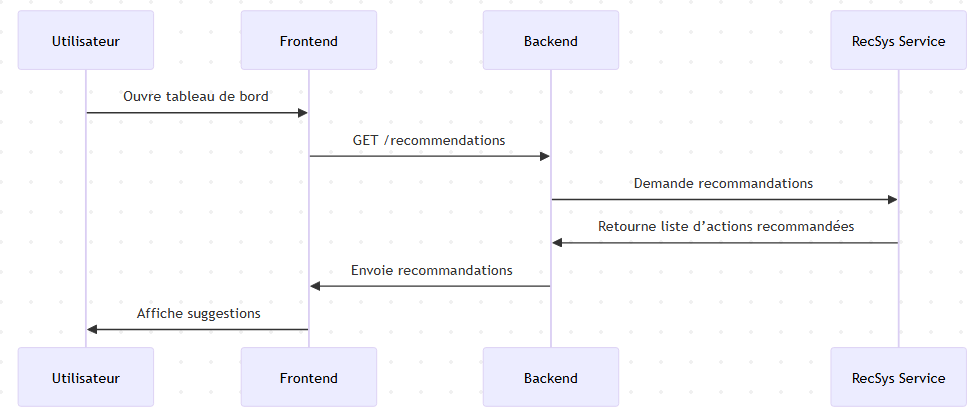 Utilisateur
Frontend
Backend
RecSys Service
Ouvre tableau de bord
GET /recommendations
Demande recommandations
Retourne liste d’actions recommandées
Envoie recommandations
Affiche suggestions
Utilisateur
Frontend
Backend
RecSys Service